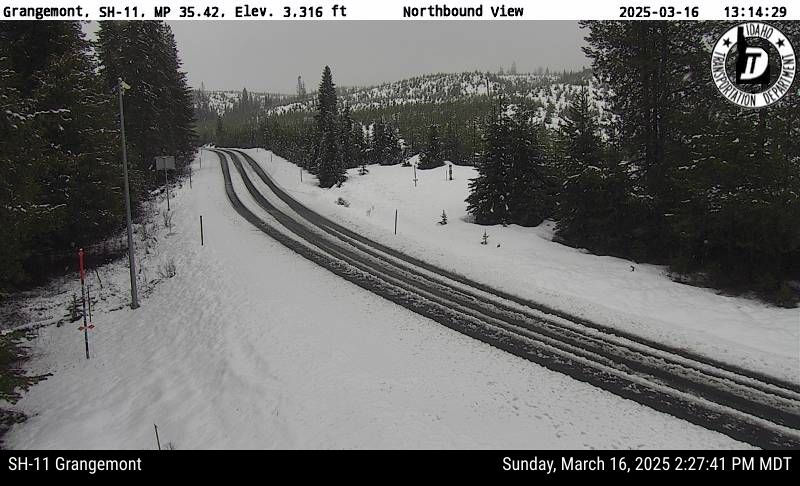 Grangemont, SH-11, MP 35.42, Elev. 3,316 ft Northbound View 2025-03-16 13:14:29
IDAHO
TRANSPORTATION DEPARTMENT
SH-11 Grangemont Sunday, March 16, 2025 2:27:41 PM MDT